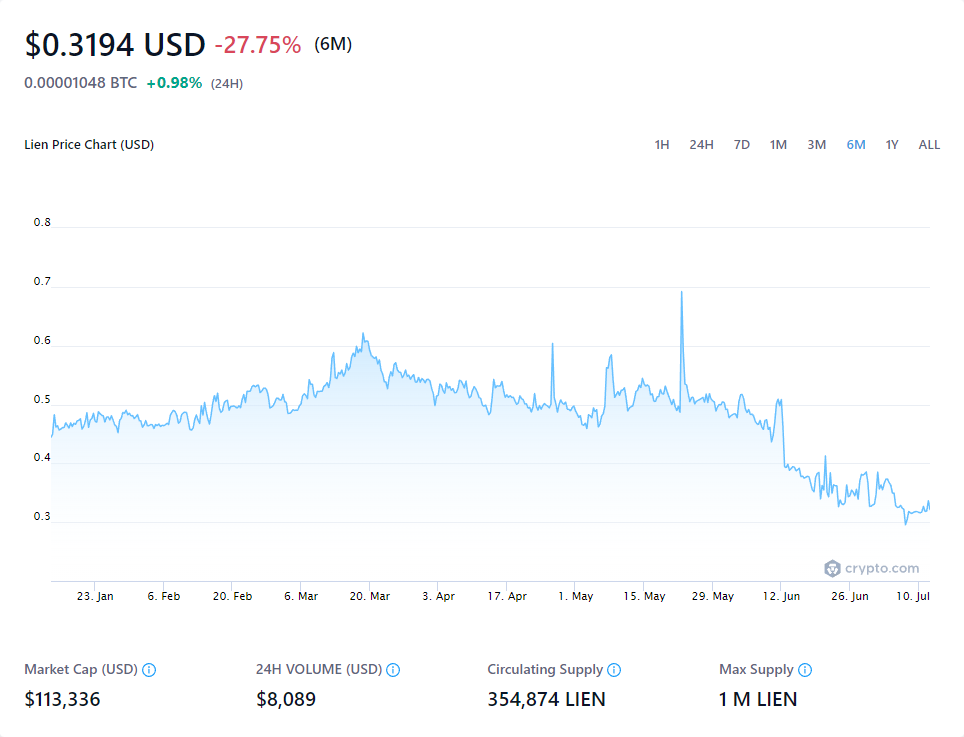 $0.3194 USD -27.75% (6M)
0.00001048 BTC +0.98% (24H)
Lien Price Chart (USD) 1H 24H 7D 1M 3M 6M 1Y ALL
0.8
0.7
0.6
0.5
0.4
0.3
crypto.com
23. Jan 6. Feb 20. Feb 6. Mar 20. Mar 3. Apr 17. Apr 1. May 15. May 29. May 12. Jun 26. Jun 10. Jul
Market Cap (USD) 24H VOLUME (USD) Circulating Supply Max Supply
$113,336 $8,089 354,874 LIEN 1 M LIEN